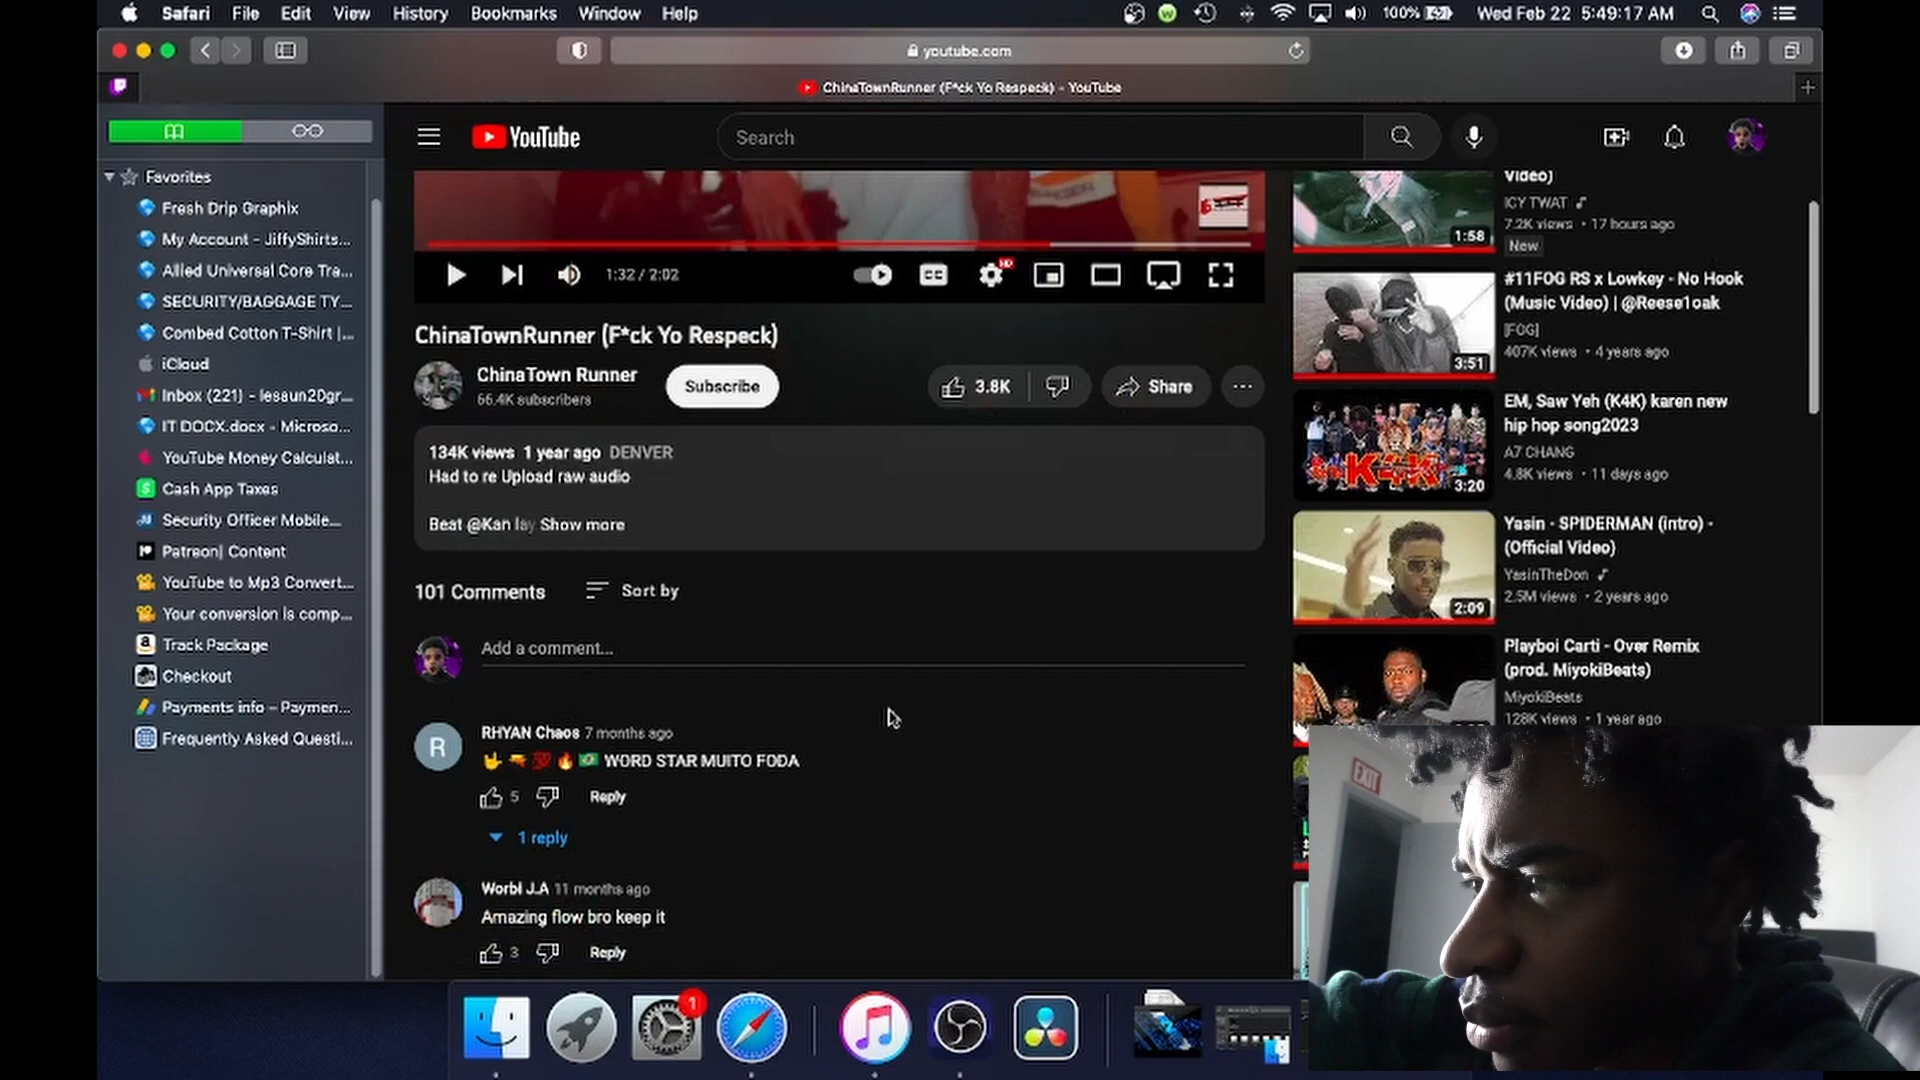 Safari File Edit View History Bookmarks Window Help
100% Wed Feb 22 5:49:17 AM
youtube.com
ChinaTownRunner (F*ck Yo Respeck) - YouTube
YouTube
Search
Favorites
Fresh Drip Graphix
My Account - JiffyShirts...
Allied Universal Core Tra...
SECURITY/BAGGAGE TY...
Combed Cotton T-Shirt |...
iCloud
Inbox (221) - lesaun20gr...
IT DOCX.docx - Microso...
YouTube Money Calculat...
Cash App Taxes
Security Officer Mobile...
Patreon| Content
YouTube to Mp3 Convert...
Your conversion is comp...
Track Package
Checkout
Payments info – Paymen...
Frequently Asked Questi...
1:32 / 2:02
CC
HD
ChinaTownRunner (F*ck Yo Respeck)
ChinaTown Runner
66.4K subscribers
Subscribe
3.8K
Share
134K views 1 year ago DENVER
Had to re Upload raw audio
Beat @Kan lay Show more
101 Comments
Sort by
Add a comment...
R
RHYAN Chaos 7 months ago
💯 WORD STAR MUITO FODA
5
Reply
1 reply
Worbl J.A 11 months ago
Amazing flow bro keep it
3
Reply
Video)
ICY TWAT
7.2K views • 17 hours ago
New
1:58
#11FOG RS x Lowkey - No Hook
(Music Video) | @Reese1oak
[FOG]
407K views • 4 years ago
3:51
EM, Saw Yeh (K4K) karen new
hip hop song2023
A7 CHANG
4.8K views • 11 days ago
K4K
3:20
Yasin - SPIDERMAN (intro) -
(Official Video)
YasinTheDon
2.5M views • 2 years ago
2:09
Playboi Carti - Over Remix
(prod. MiyokiBeats)
MiyokiBeats
128K views • 1 year ago
EXIT
1